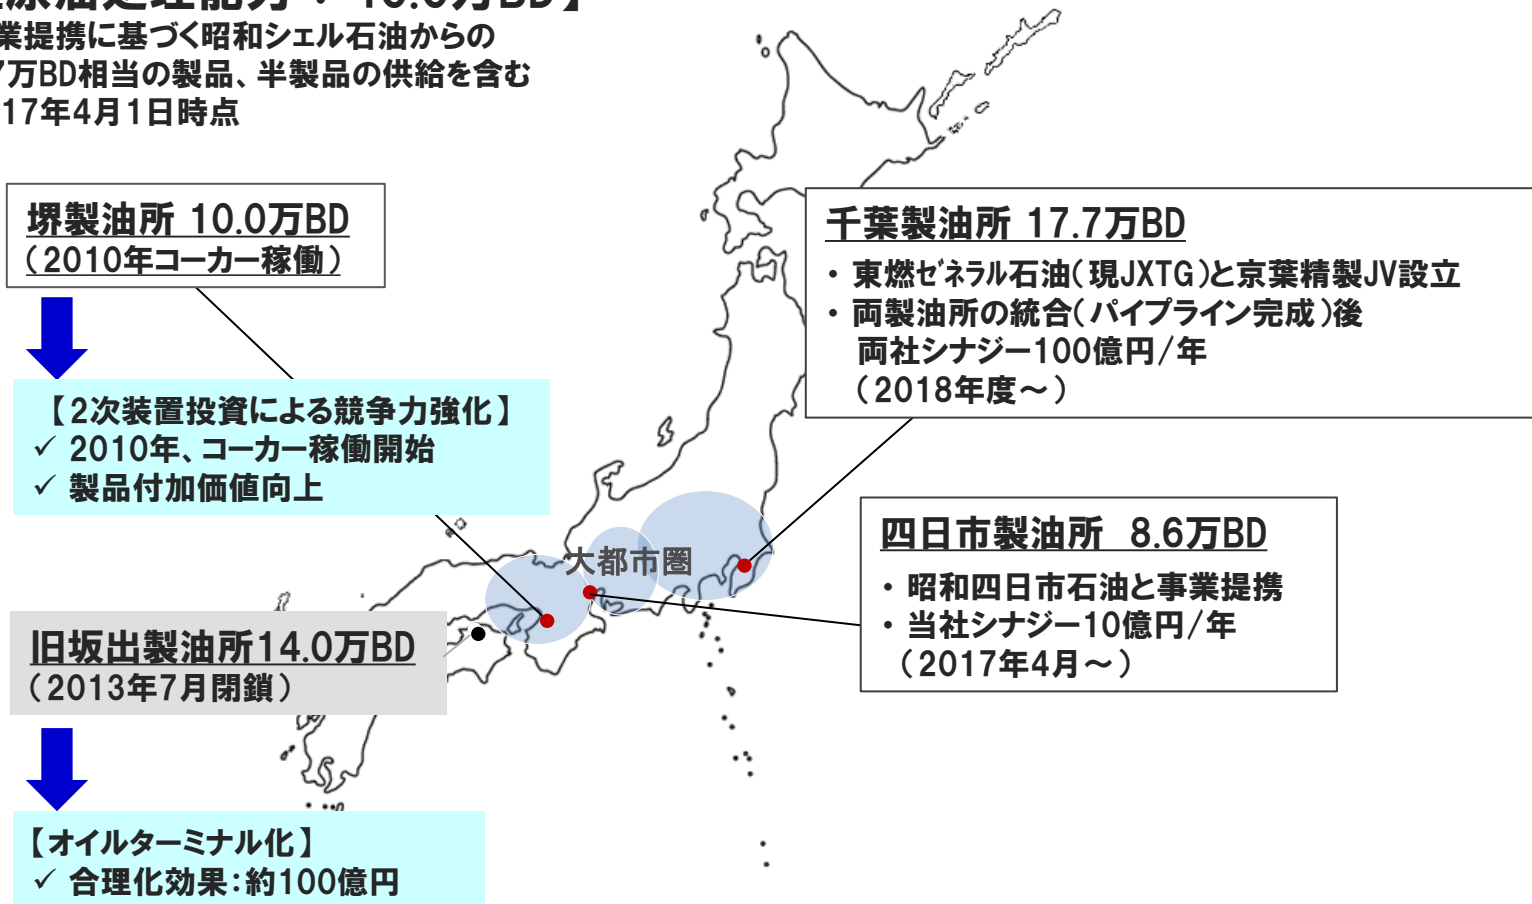 業提携に基づく昭和シェル石油からの
7万BD相当の製品、半製品の供給を含む
17年4月1日時点
堺製油所 10.0万BD
（2010年コーカー稼働）
【2次装置投資による競争力強化】
✓ 2010年、コーカー稼働開始
✓ 製品付加価値向上
千葉製油所 17.7万BD
・ 東燃ｾﾞﾈﾗﾙ石油（現JXTG）と京葉精製JV設立
・ 両製油所の統合（パイプライン完成）後
両社シナジー100億円/年
（2018年度～）
大都市圏
四日市製油所 8.6万BD
・ 昭和四日市石油と事業提携
・ 当社シナジー10億円/年
（2017年4月～）
旧坂出製油所14.0万BD
（2013年7月閉鎖）
【オイルターミナル化】
✓ 合理化効果：約100億円